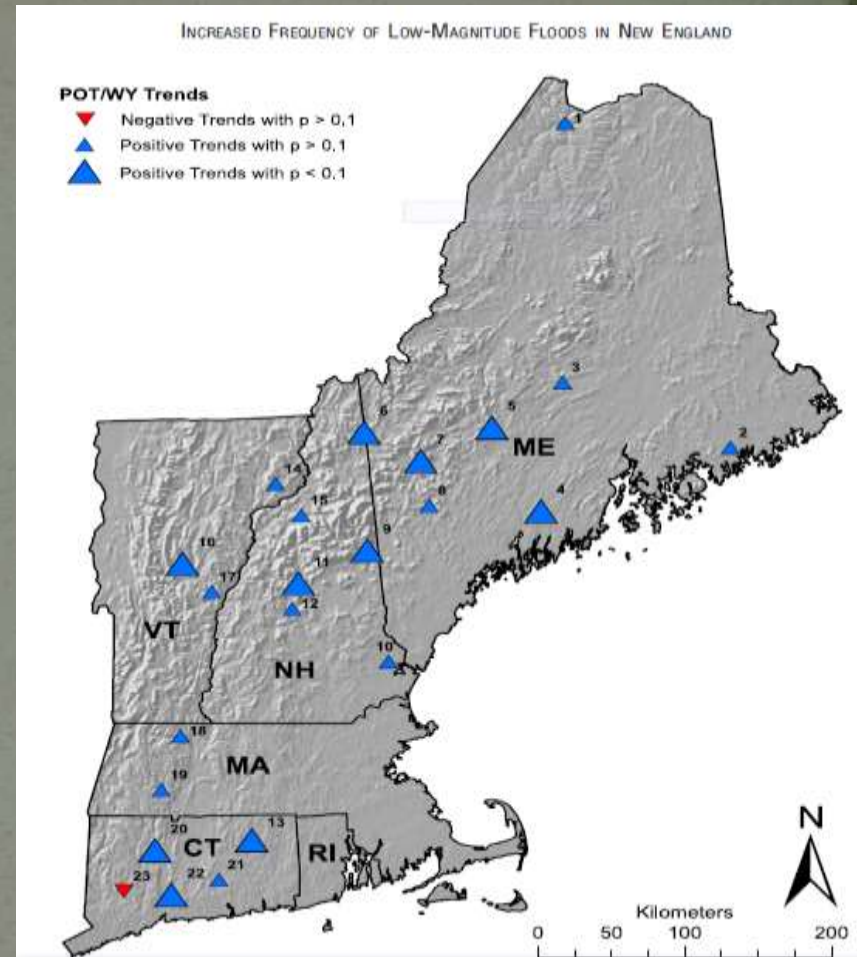 INCREASED FREQUENCY OF LOW-MAGNITUDE FLOODS IN NEW ENGLAND
POT/WY Trends
Negative Trends with p > 0.1
Positive Trends with p > 0.1
Positive Trends with p < 0.1
1
3
6
5
ME
7
2
14
8
4
15
9
16
11
17
12
VT
10
NH
18
MA
19
N
20
13
CT
RI
23
22
21
Kilometers
0 50 100 200